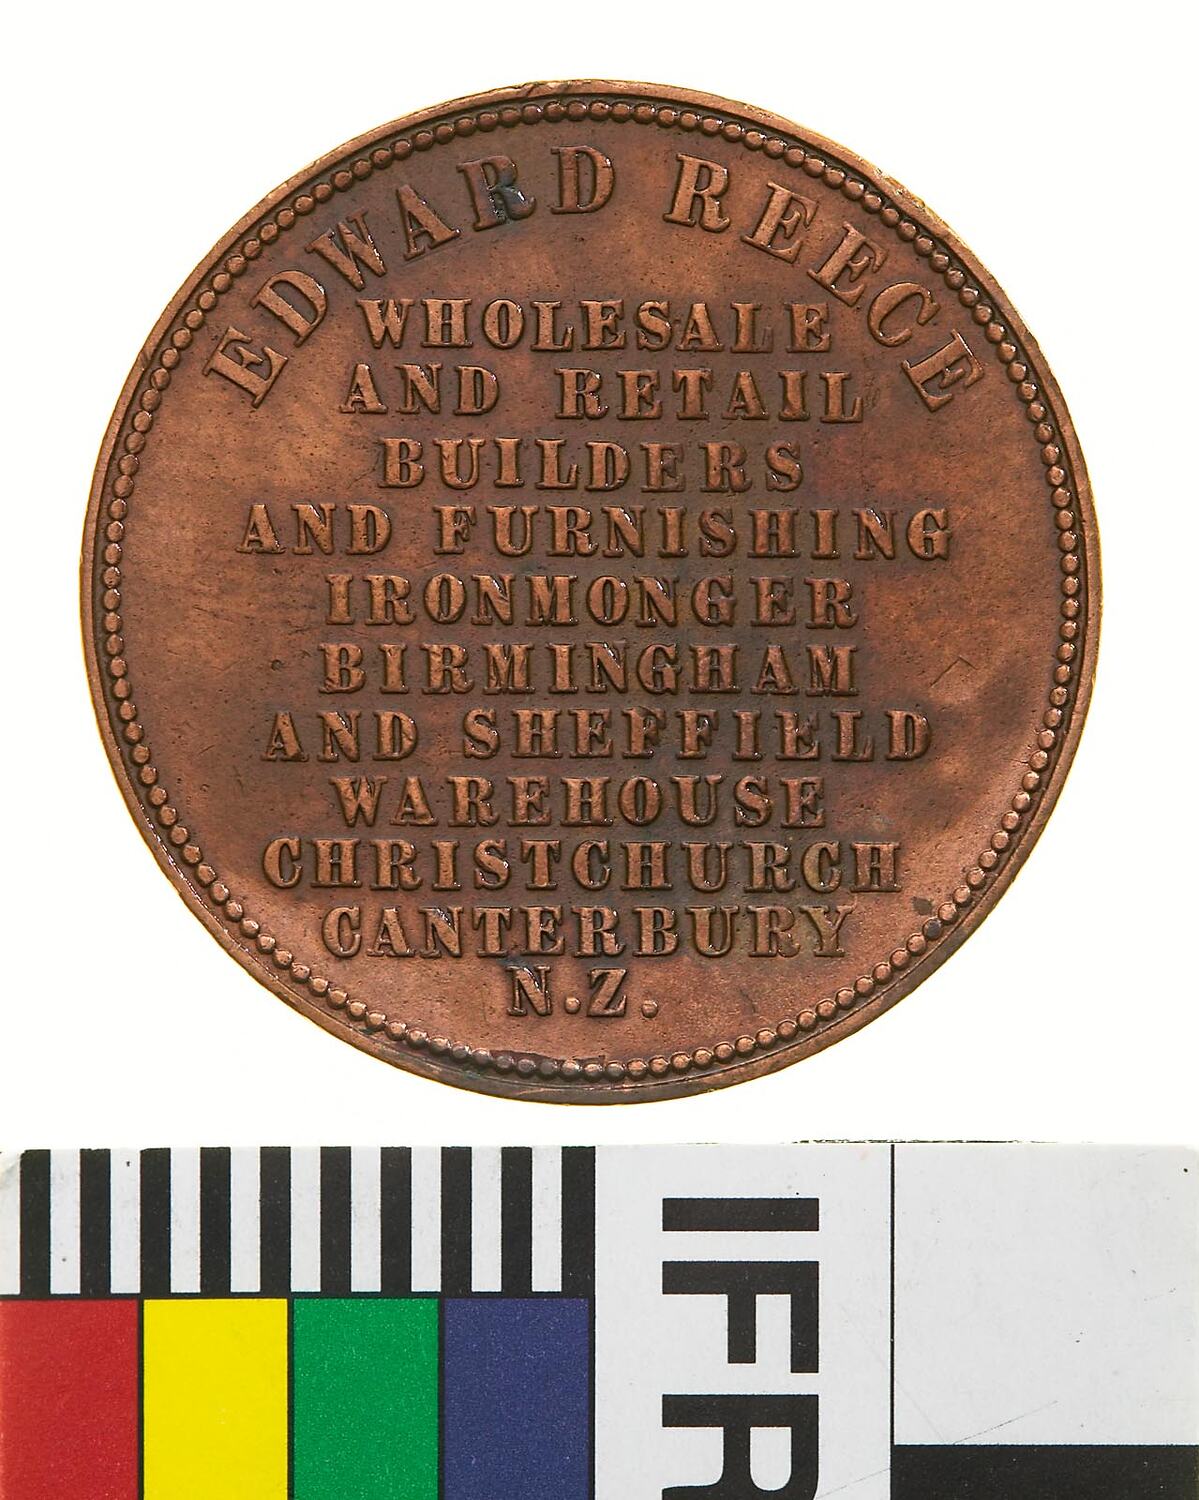 EDWARD REECE
WHOLESALE
AND RETAIL
BUILDERS
AND FURNISHING
IRONMONGER
BIRMINGHAM
AND SHEFFIELD
WAREHOUSE
CHRISTCHURCH
CANTERBURY
N.Z.
IFR